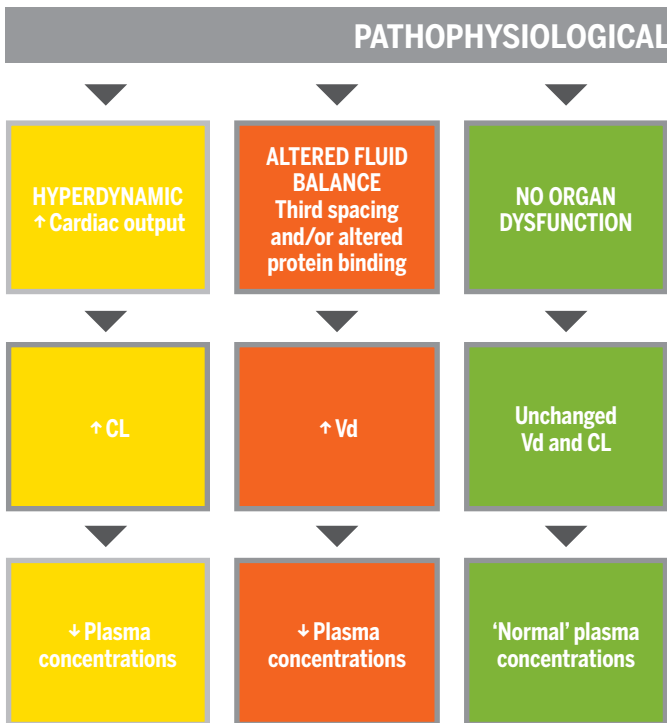 PATHOPHYSIOLOGICAL
HYPERDYNAMIC
↑ Cardiac output
ALTERED FLUID
BALANCE
Third spacing
and/or altered
protein binding
NO ORGAN
DYSFUNCTION
↑ CL
↑ Vd
Unchanged
Vd and CL
↓ Plasma
concentrations
↓ Plasma
concentrations
‘Normal’ plasma
concentrations